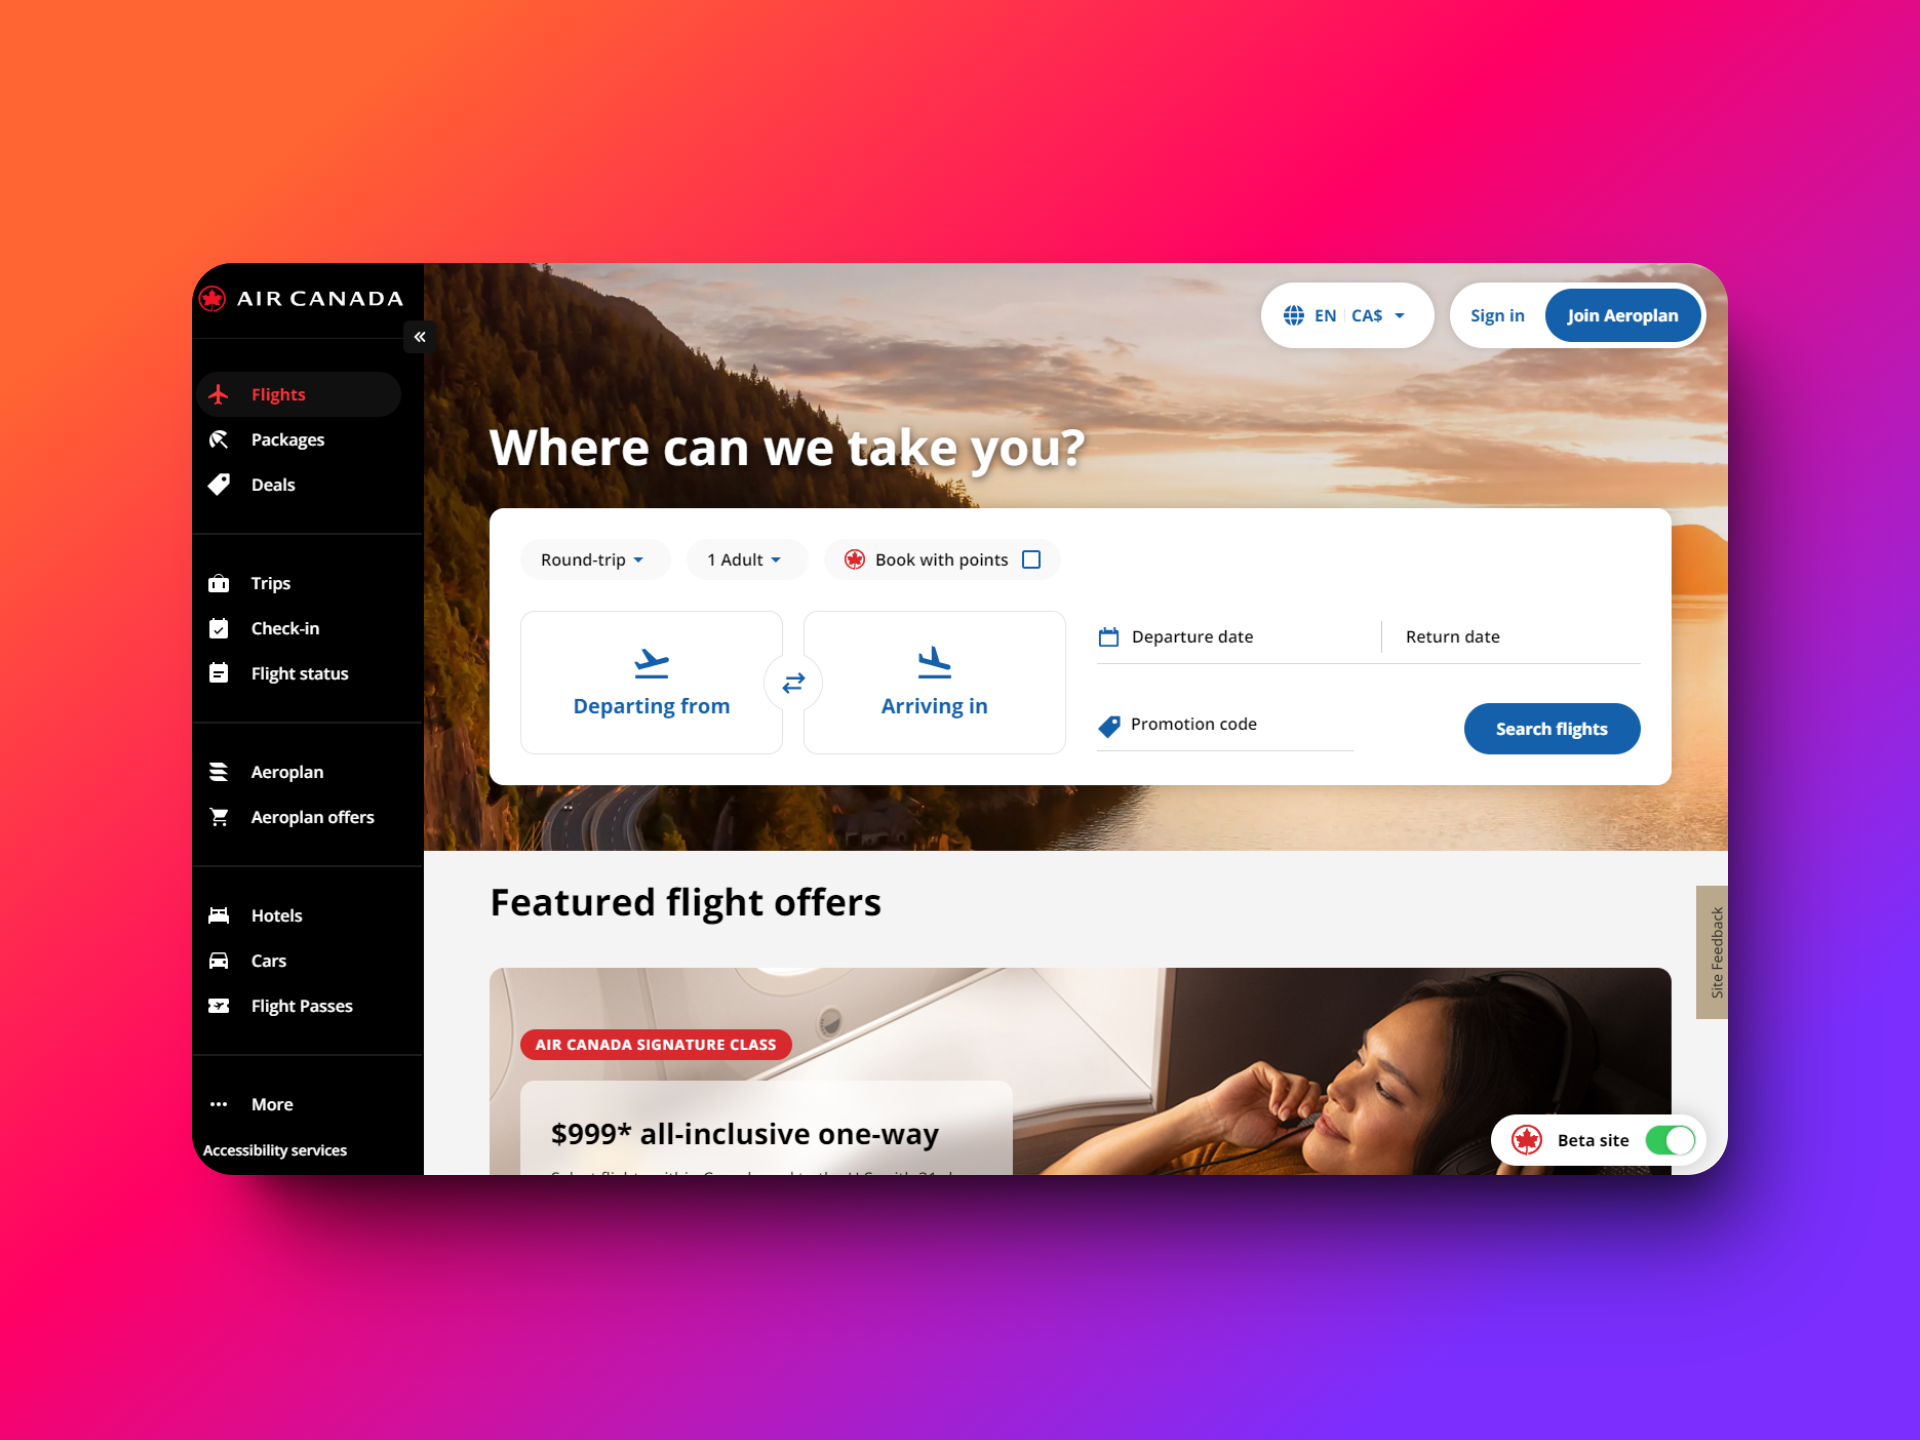 AIR CANADA
Flights
Packages
Deals
Trips
Check-in
Flight status
Aeroplan
Aeroplan offers
Hotels
Cars
Flight Passes
More
Accessibility services
EN CA$
Sign in
Join Aeroplan
Where can we take you?
Round-trip
1 Adult
Book with points
Departing from
Arriving in
Departure date
Return date
Promotion code
Search flights
Featured flight offers
Site Feedback
AIR CANADA SIGNATURE CLASS
$999* all-inclusive one-way
Beta site